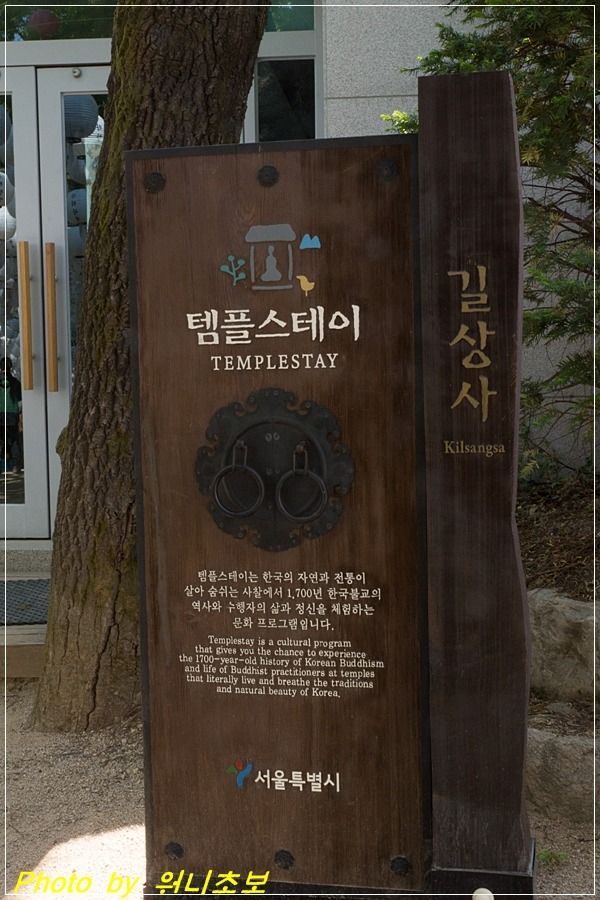 템플스테이
TEMPLESTAY
길상사
Kilsangsa
템플스테이는 한국의 자연과 전통이
살아 숨쉬는 사찰에서 1,700년 한국불교의
역사와 수행자의 삶과 정신을 체험하는
문화 프로그램입니다.
Templestay is a cultural program
that gives you the chance to experience
the 1700-year-old history of Korean Buddhism
and life of Buddhist practitioners at temples
that literally live and breathe the traditions
and natural beauty of Korea.
서울특별시
Photo by 워니초보